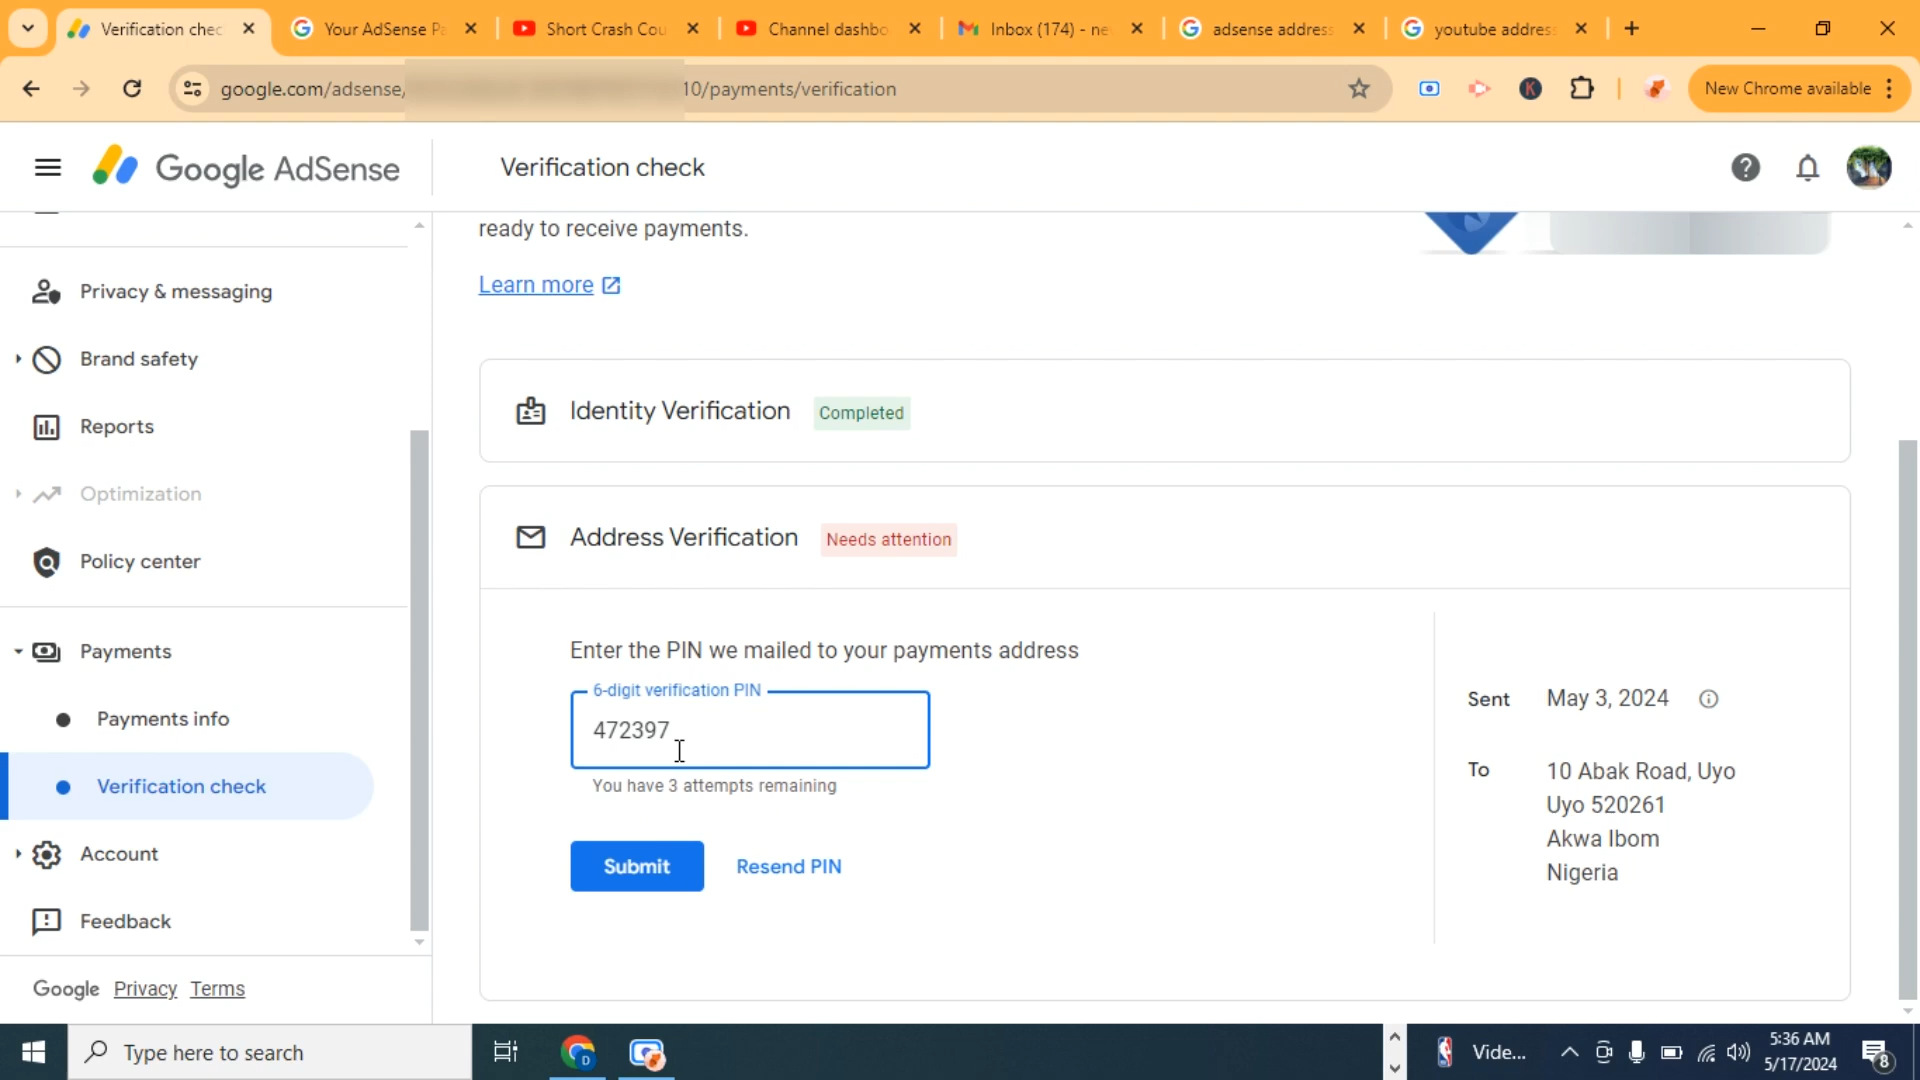 Verification chec
Your AdSense Pa
Short Crash Cou
Channel dashbo
Inbox (174) - ne
adsense address
youtube address
google.com/adsense/
10/payments/verification
K
New Chrome available
Google AdSense
Verification check
ready to receive payments.
Learn more
Privacy & messaging
Brand safety
Reports
Optimization
Policy center
Payments
Payments info
Verification check
Account
Feedback
Google Privacy Terms
Identity Verification Completed
Address Verification Needs attention
Enter the PIN we mailed to your payments address
6-digit verification PIN
472397
You have 3 attempts remaining
Submit Resend PIN
Sent May 3, 2024
To 10 Abak Road, Uyo
Uyo 520261
Akwa Ibom
Nigeria
Type here to search
D
Vide...
5:36 AM
5/17/2024
8